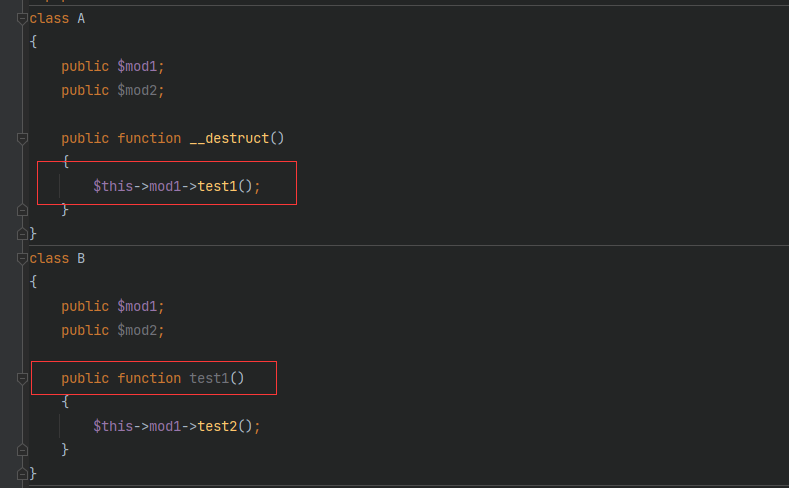 class A
{
    public $mod1;
    public $mod2;
    public function __destruct()
    {
        $this->mod1->test1();
    }
}
class B
{
    public $mod1;
    public $mod2;
    public function test1()
    {
        $this->mod1->test2();
    }
}